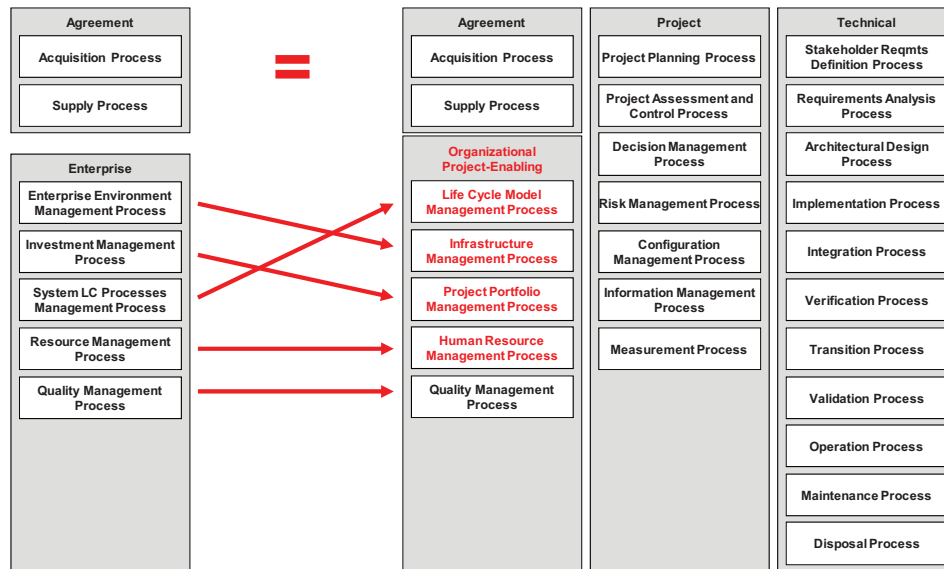 Agreement
Acquisition Process
Supply Process
Enterprise
Enterprise Environment
Management Process
Investment Management
Process
System LC Processes
Management Process
Resource Management
Process
Quality Management
Process
=
Agreement
Acquisition Process
Supply Process
Organizational
Project-Enabling
Life Cycle Model
Management Process
Infrastructure
Management Process
Project Portfolio
Management Process
Human Resource
Management Process
Quality Management
Process
Project
Project Planning Process
Project Assessment and
Control Process
Decision Management
Process
Risk Management Process
Configuration
Management Process
Information Management
Process
Measurement Process
Technical
Stakeholder Reqmts
Definition Process
Requirements Analysis
Process
Architectural Design
Process
Implementation Process
Integration Process
Verification Process
Transition Process
Validation Process
Operation Process
Maintenance Process
Disposal Process